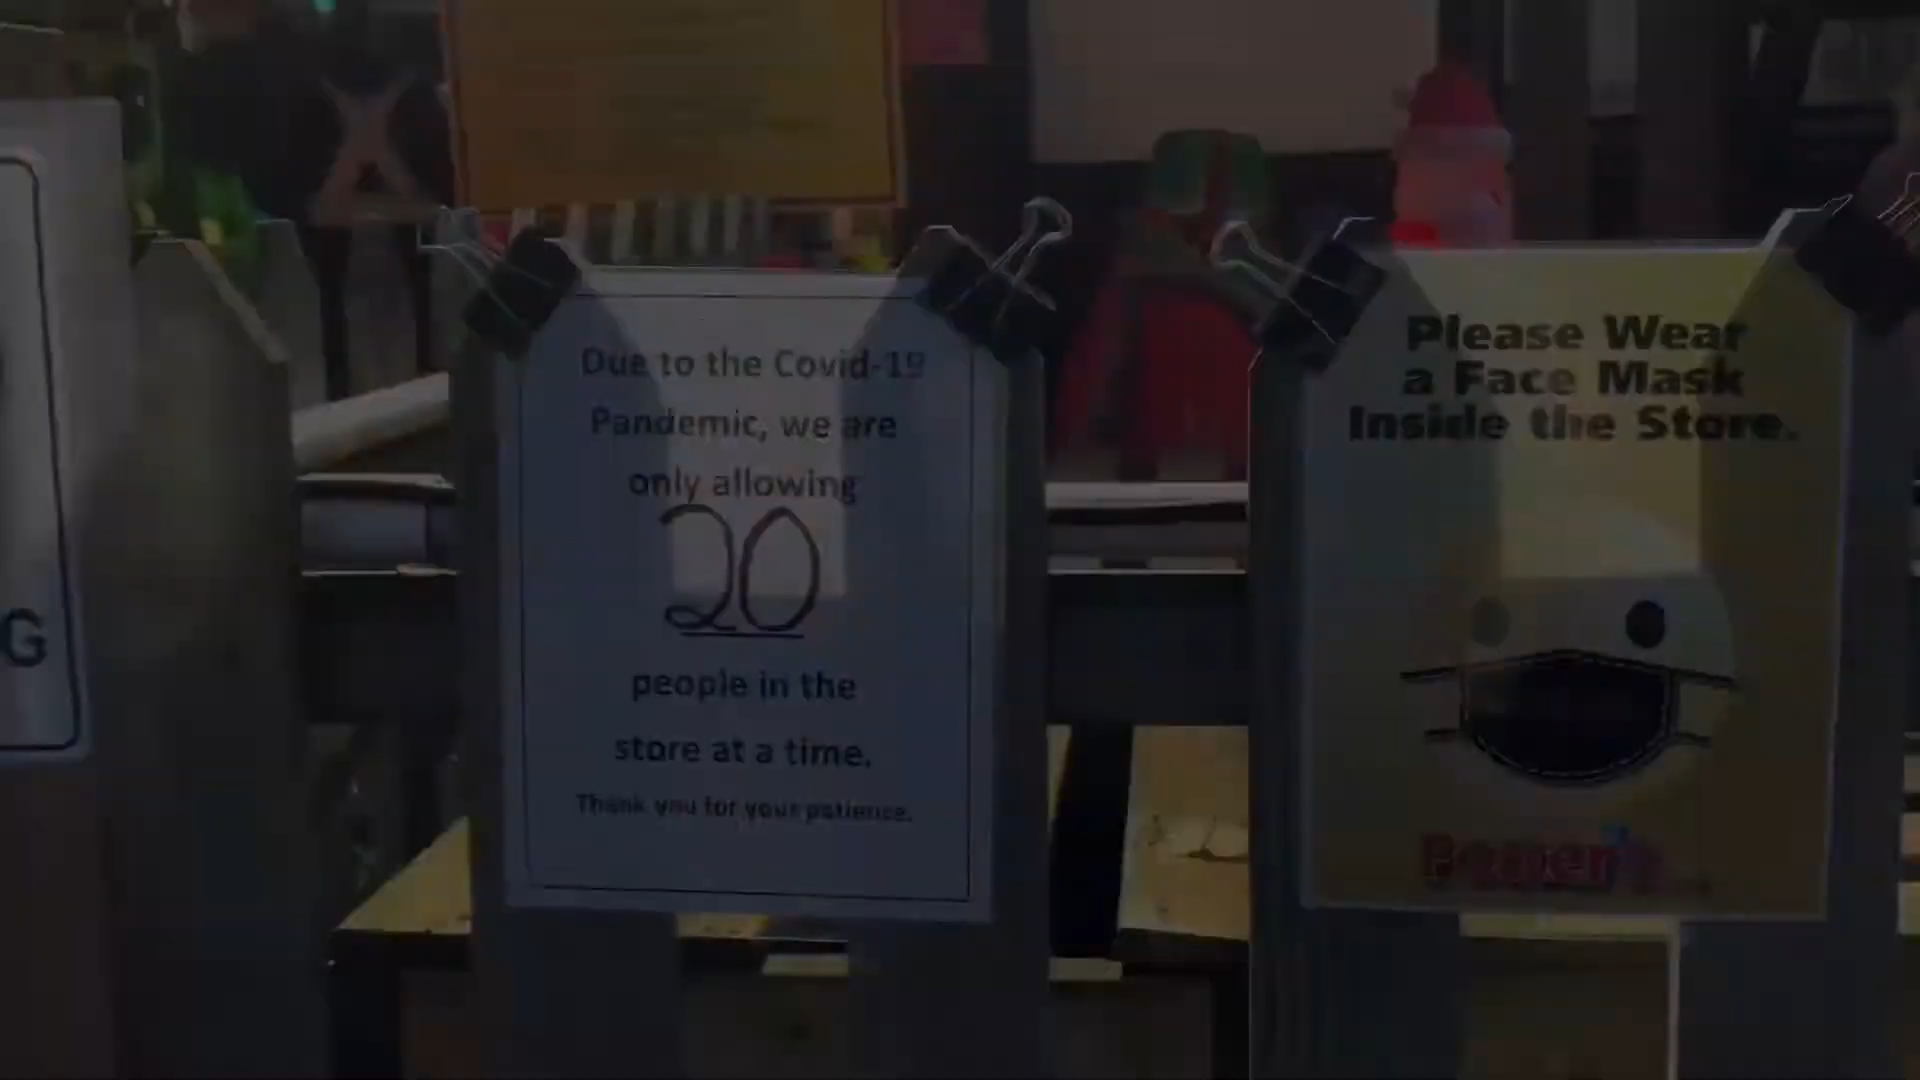 G
Due to the Covid-19
Pandemic, we are
only allowing
20
people in the
store at a time.
Thank you for your patience.
Please Wear
a Face Mask
Inside the Store.